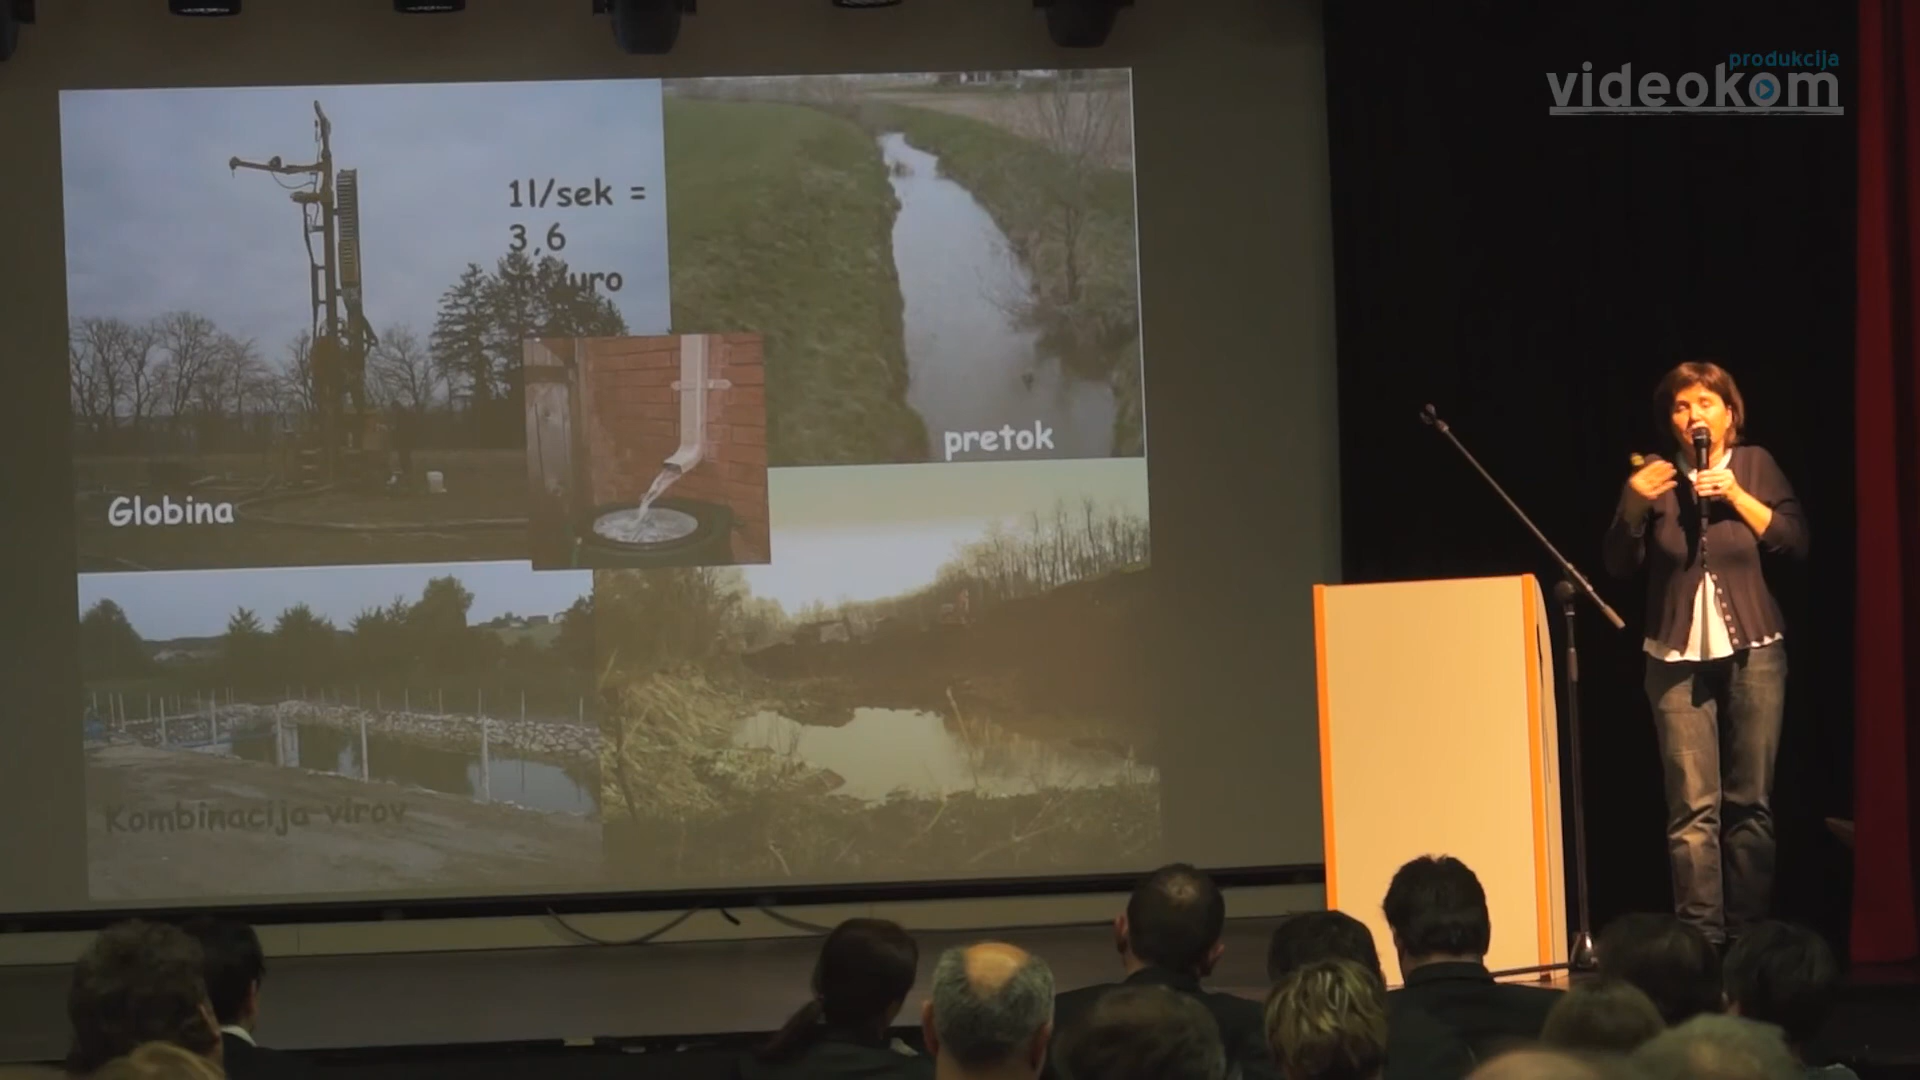 produkcija
videokom
1l/sek =
3,6
Globina
pretok
Kombinacija virov